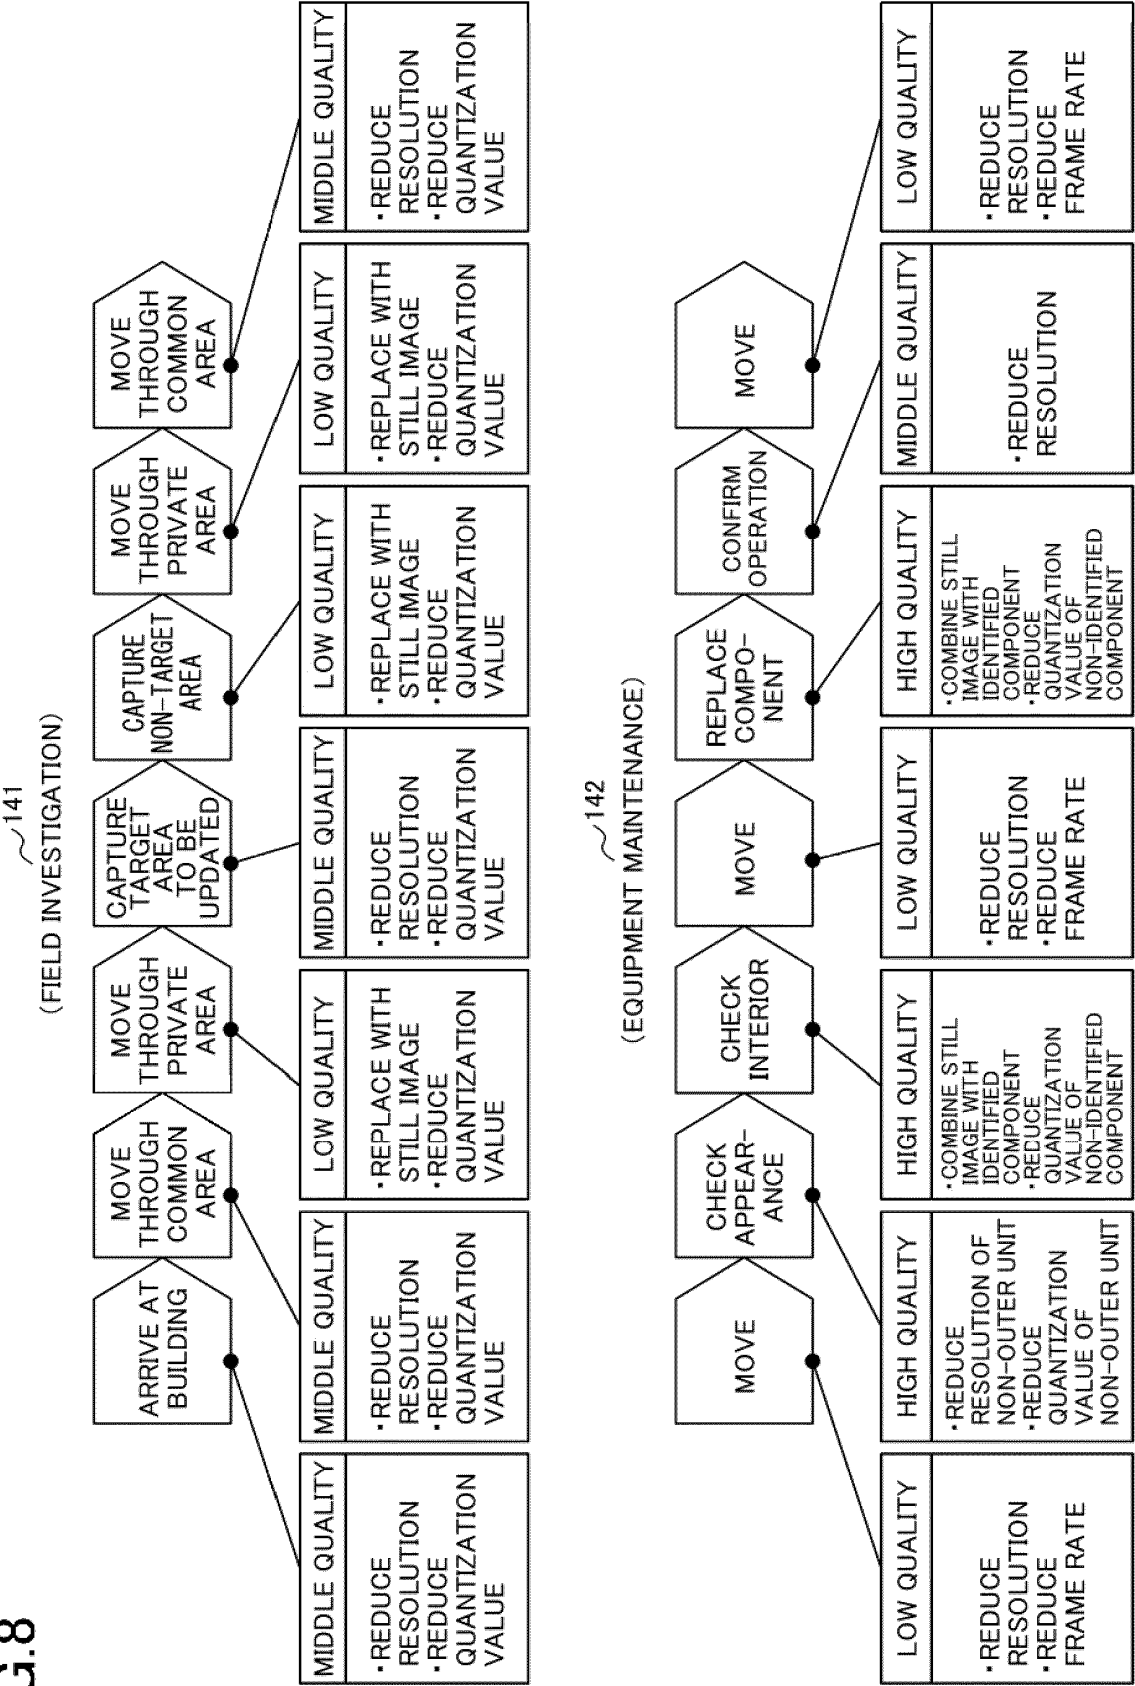 G.8
141
(FIELD INVESTIGATION)
ARRIVE AT
BUILDING
MOVE
THROUGH
COMMON
AREA
MOVE
THROUGH
PRIVATE
AREA
CAPTURE
TARGET
AREA
TO BE
UPDATED
CAPTURE
NON-TARGET
AREA
MOVE
THROUGH
PRIVATE
AREA
MOVE
THROUGH
COMMON
AREA
MIDDLE QUALITY
・REDUCE
RESOLUTION
・REDUCE
QUANTIZATION
VALUE
MIDDLE QUALITY
・REDUCE
RESOLUTION
・REDUCE
QUANTIZATION
VALUE
LOW QUALITY
・REPLACE WITH
STILL IMAGE
・REDUCE
QUANTIZATION
VALUE
MIDDLE QUALITY
・REDUCE
RESOLUTION
・REDUCE
QUANTIZATION
VALUE
LOW QUALITY
・REPLACE WITH
STILL IMAGE
・REDUCE
QUANTIZATION
VALUE
LOW QUALITY
・REPLACE WITH
STILL IMAGE
・REDUCE
QUANTIZATION
VALUE
MIDDLE QUALITY
・REDUCE
RESOLUTION
・REDUCE
QUANTIZATION
VALUE
142
(EQUIPMENT MAINTENANCE)
MOVE
CHECK
APPEAR-
ANCE
CHECK
INTERIOR
MOVE
REPLACE
COMPO-
NENT
CONFIRM
OPERATION
MOVE
LOW QUALITY
・REDUCE
RESOLUTION
・REDUCE
FRAME RATE
HIGH QUALITY
・REDUCE
RESOLUTION OF
NON-OUTER UNIT
・REDUCE
QUANTIZATION
VALUE OF
NON-OUTER UNIT
HIGH QUALITY
・COMBINE STILL
IMAGE WITH
IDENTIFIED
COMPONENT
・REDUCE
QUANTIZATION
VALUE OF
NON-IDENTIFIED
COMPONENT
LOW QUALITY
・REDUCE
RESOLUTION
・REDUCE
FRAME RATE
HIGH QUALITY
・COMBINE STILL
IMAGE WITH
IDENTIFIED
COMPONENT
・REDUCE
QUANTIZATION
VALUE OF
NON-IDENTIFIED
COMPONENT
MIDDLE QUALITY
・REDUCE
RESOLUTION
LOW QUALITY
・REDUCE
RESOLUTION
・REDUCE
FRAME RATE